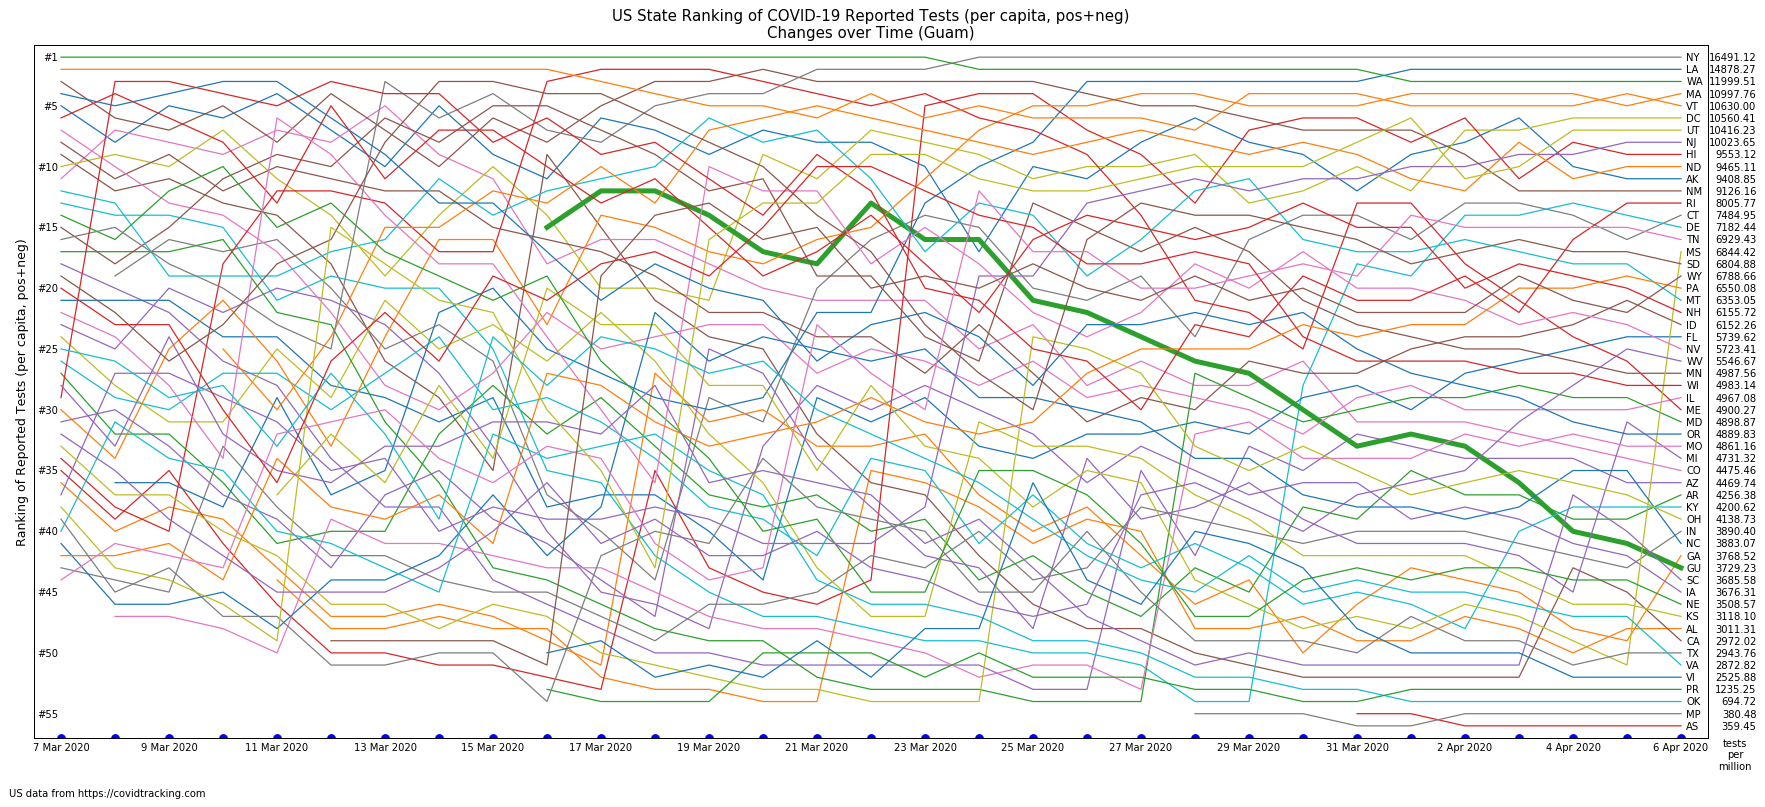 US State Ranking of COVID-19 Reported Tests (per capita, pos+neg)
Changes over Time (Guam)
Ranking of Reported Tests (per capita, pos+neg)
#1
#5
#10
#15
#20
#25
#30
#35
#40
#45
#50
#55
NY 16491.12
LA 14878.27
WA 11999.51
MA 10997.76
VT 10630.00
DC 10560.41
UT 10416.23
NJ 10023.65
HI 9553.12
ND 9465.11
AK 9408.85
NM 9126.16
RI 8005.77
CT 7484.95
DE 7182.44
TN 6929.43
MS 6844.42
SD 6804.88
WY 6788.66
PA 6550.08
MT 6353.05
NH 6155.72
ID 6152.26
FL 5739.62
NV 5723.41
WV 5546.67
MN 4987.56
WI 4983.14
IL 4967.08
ME 4900.27
MD 4898.87
OR 4889.83
MO 4861.16
MI 4731.32
CO 4475.46
AZ 4469.74
AR 4256.38
KY 4200.62
OH 4138.73
IN 3890.40
NC 3883.07
GA 3768.52
GU 3729.23
SC 3685.58
IA 3676.31
NE 3508.57
KS 3118.10
AL 3011.31
CA 2972.02
TX 2943.76
VA 2872.82
VI 2525.88
PR 1235.25
OK 694.72
MP 380.48
AS 359.45
7 Mar 2020 9 Mar 2020 11 Mar 2020 13 Mar 2020 15 Mar 2020 17 Mar 2020 19 Mar 2020 21 Mar 2020 23 Mar 2020 25 Mar 2020 27 Mar 2020 29 Mar 2020 31 Mar 2020 2 Apr 2020 4 Apr 2020 6 Apr 2020
tests
per
million
US data from https://covidtracking.com